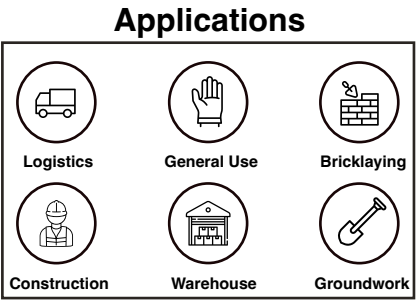 Applications
Logistics
General Use
Bricklaying
Construction
Warehouse
Groundwork